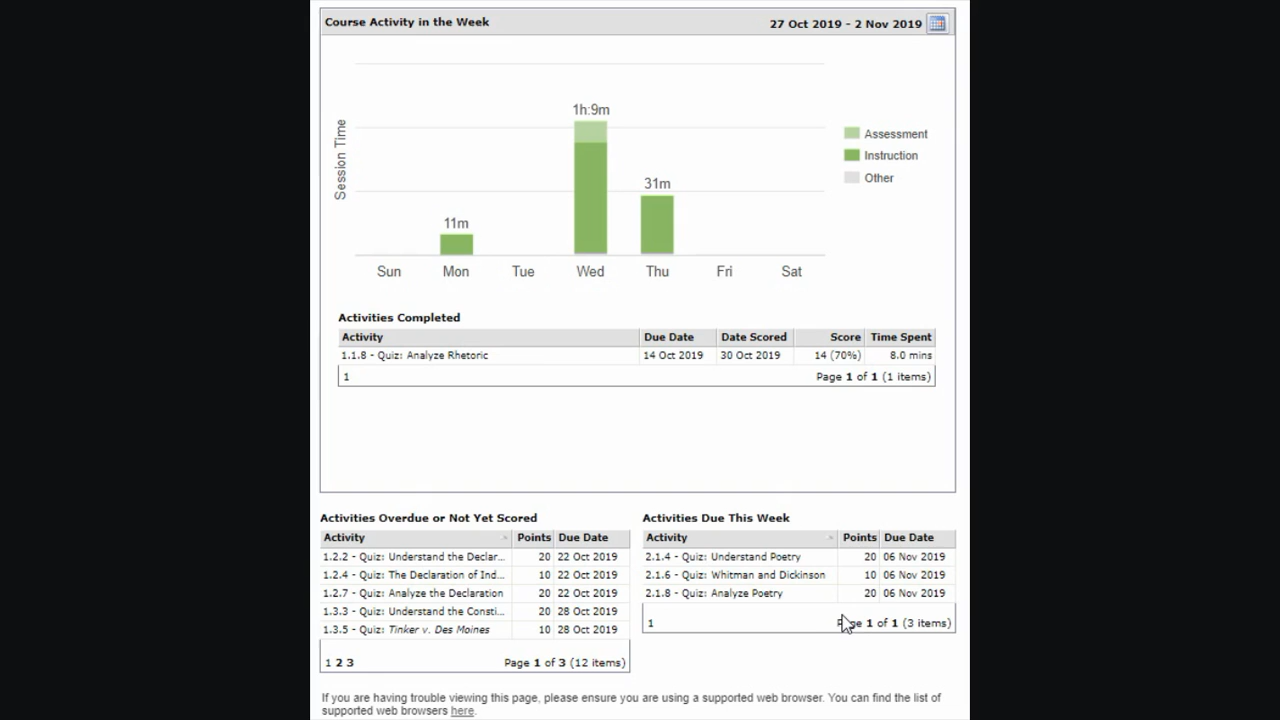 Course Activity in the Week 27 Oct 2019 - 2 Nov 2019
Session Time
1h:9m
31m
11m
Sun Mon Tue Wed Thu Fri Sat
Assessment
Instruction
Other
Activities Completed
Activity Due Date Date Scored Score Time Spent
1.1.8 - Quiz: Analyze Rhetoric 14 Oct 2019 30 Oct 2019 14 (70%) 8.0 mins
1 Page 1 of 1 (1 items)
Activities Overdue or Not Yet Scored
Activity Points Due Date
1.2.2 - Quiz: Understand the Declar... 20 22 Oct 2019
1.2.4 - Quiz: The Declaration of Ind... 10 22 Oct 2019
1.2.7 - Quiz: Analyze the Declaration 20 22 Oct 2019
1.3.3 - Quiz: Understand the Consti... 20 28 Oct 2019
1.3.5 - Quiz: Tinker v. Des Moines 10 28 Oct 2019
1 2 3 Page 1 of 3 (12 items)
Activities Due This Week
Activity Points Due Date
2.1.4 - Quiz: Understand Poetry 20 06 Nov 2019
2.1.6 - Quiz: Whitman and Dickinson 10 06 Nov 2019
2.1.8 - Quiz: Analyze Poetry 20 06 Nov 2019
1 Page 1 of 1 (3 items)
If you are having trouble viewing this page, please ensure you are using a supported web browser. You can find the list of
supported web browsers here.